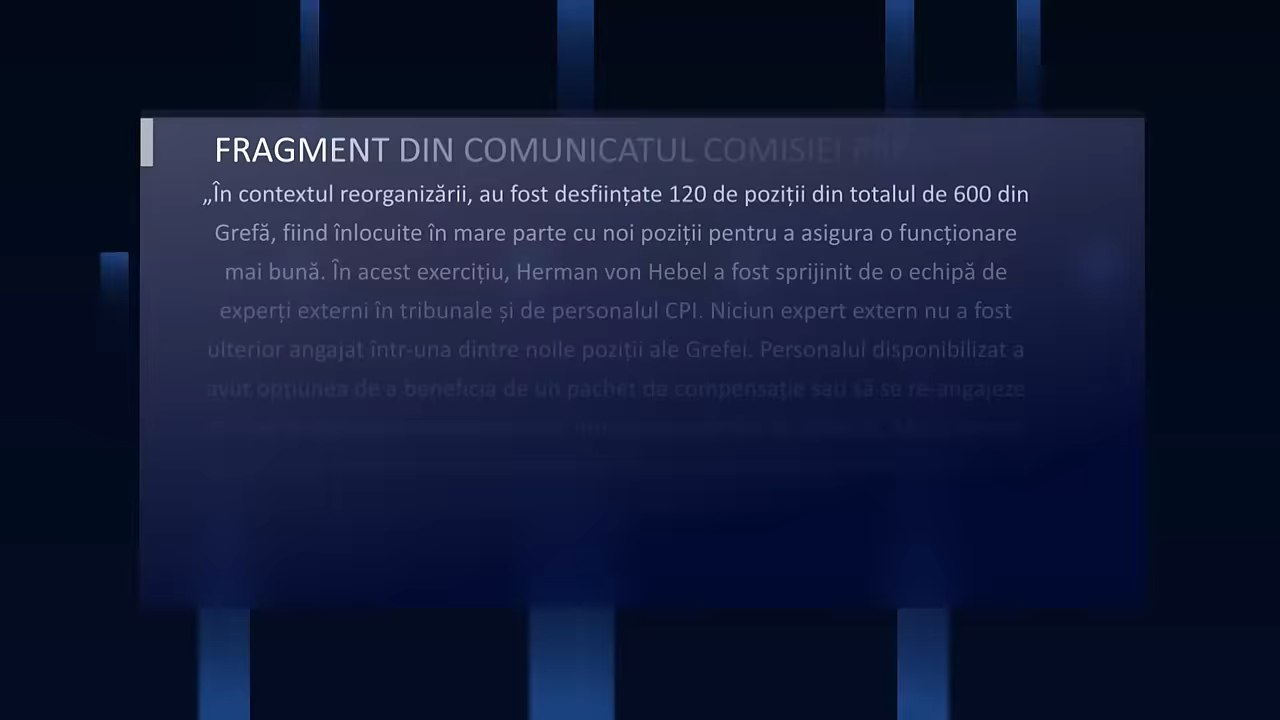 FRAGMENT DIN COMUNICATUL COMISIEI
„În contextul reorganizării, au fost desființate 120 de poziții din totalul de 600 din
Grefă, fiind înlocuite în mare parte cu noi poziții pentru a asigura o funcționare
mai bună. În acest exercițiu, Herman von Hebel a fost sprijinit de o echipă de
experți externi în tribunale și de personalul CPI. Niciun expert extern nu a fost
ulterior angajat într-una dintre noile poziții ale Grefei. Personalul disponibilizat a
avut opțiunea de a beneficia de un pachet de compensație sau să se re-angajeze